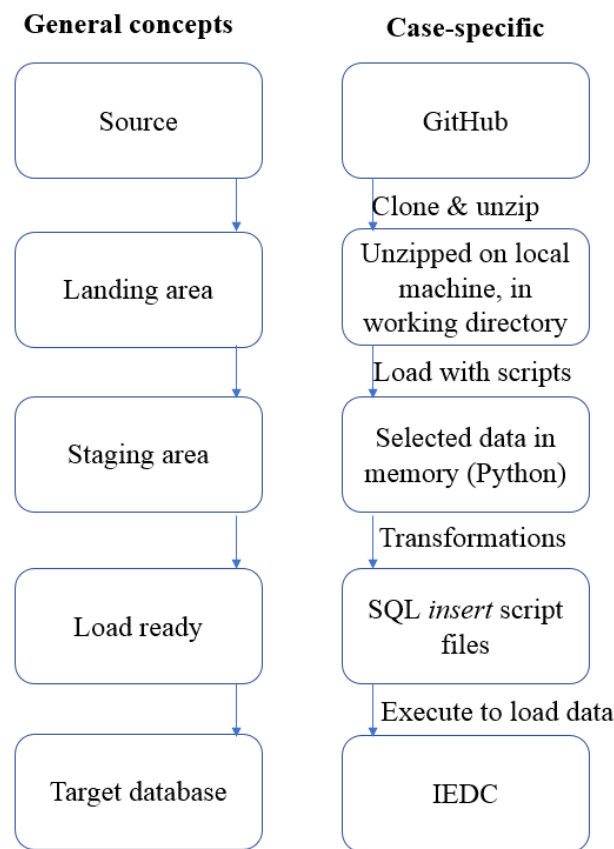 General concepts
Case-specific
Source
GitHub
Clone & unzip
Landing area
Unzipped on local
machine, in
working directory
Load with scripts
Staging area
Selected data in
memory (Python)
Transformations
Load ready
SQL insert script
files
Execute to load data
Target database
IEDC